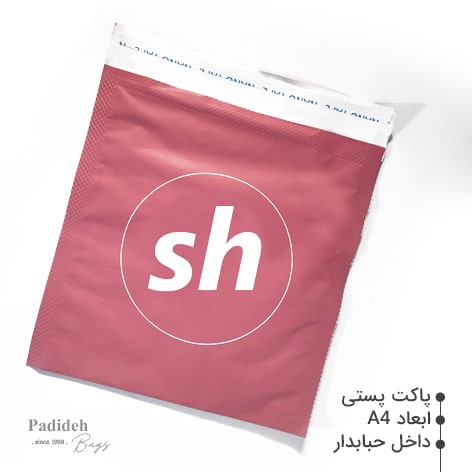 sh
پاکت پستی
ابعاد A4
داخل حبابدار
Padideh
. since 1998 .
Bags